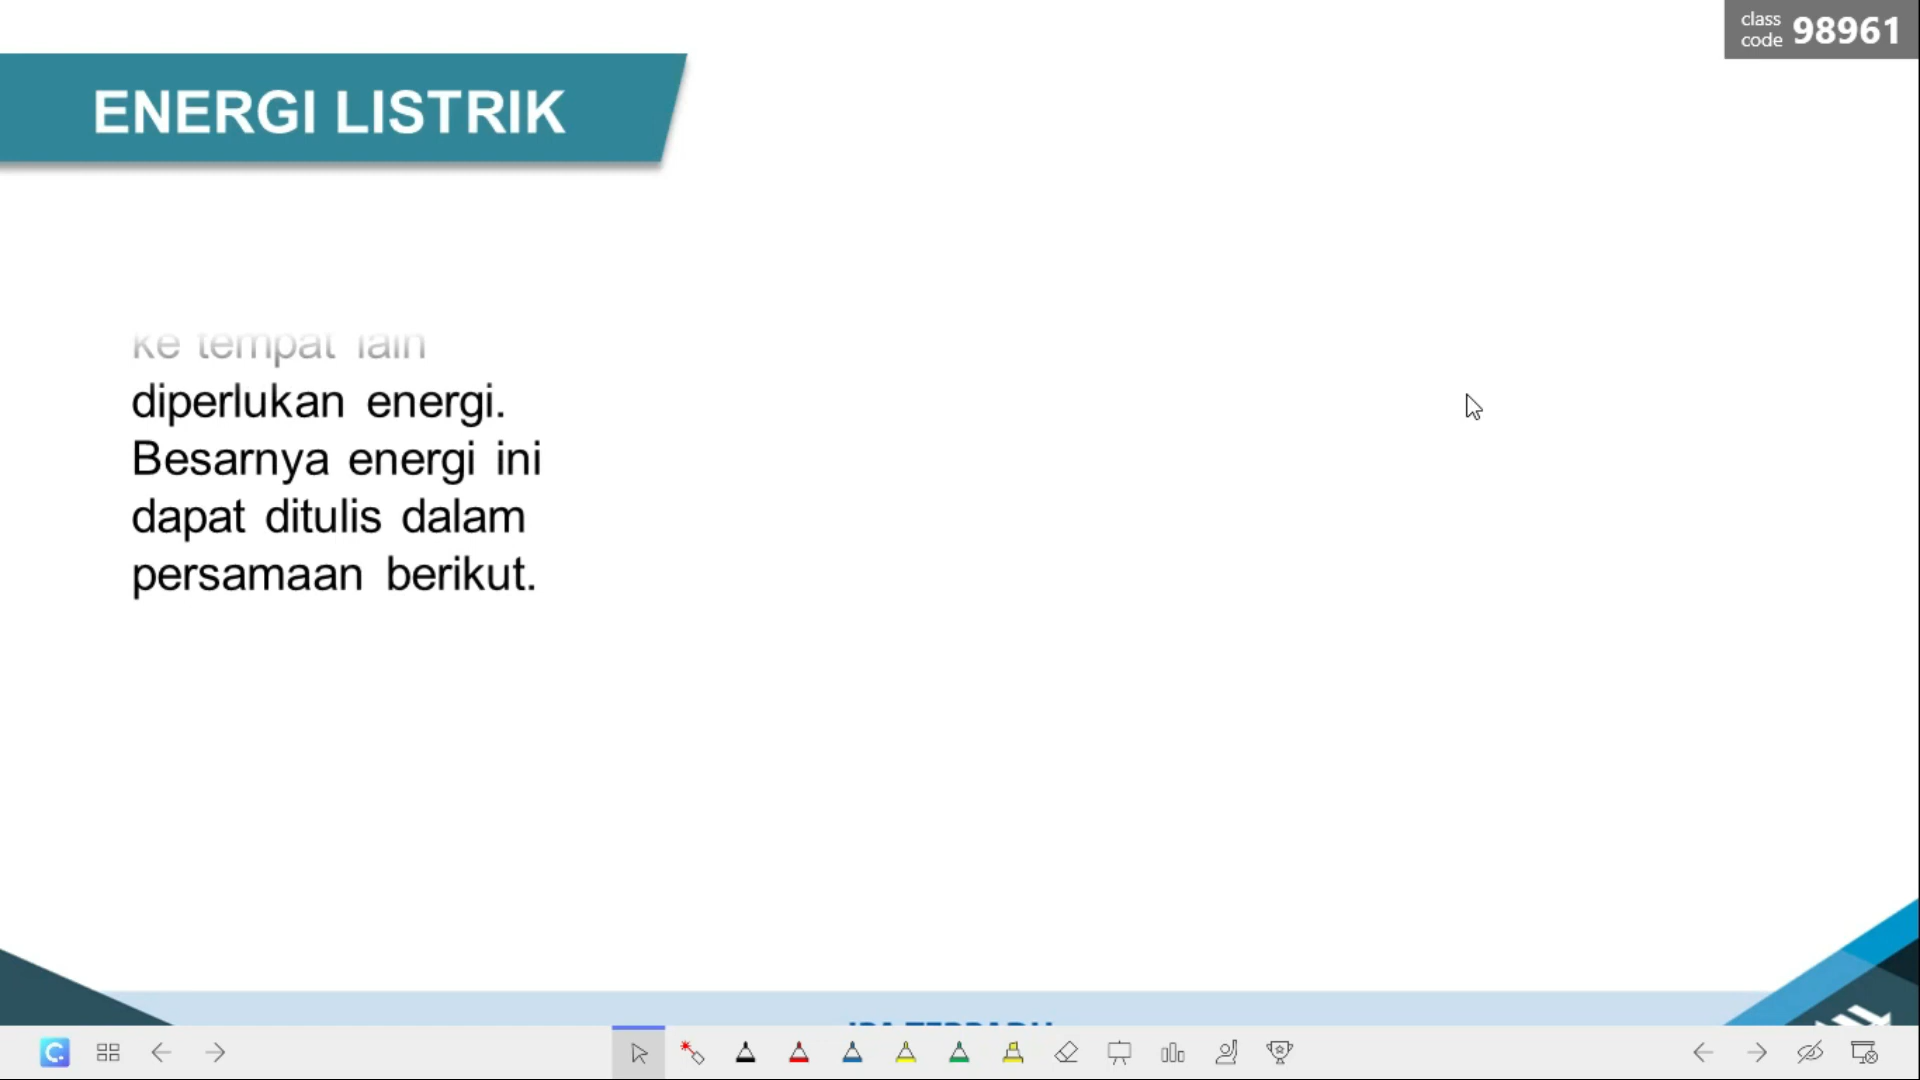 class
code 98961
ENERGI LISTRIK
ke tempat lain
diperlukan energi.
Besarnya energi ini
dapat ditulis dalam
persamaan berikut.